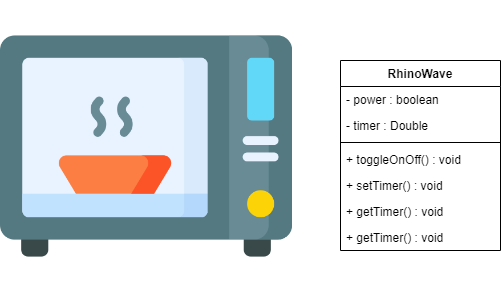 RhinoWave
- power : boolean
- timer : Double
+ toggleOnOff() : void
+ setTimer() : void
+ getTimer() : void
+ getTimer() : void